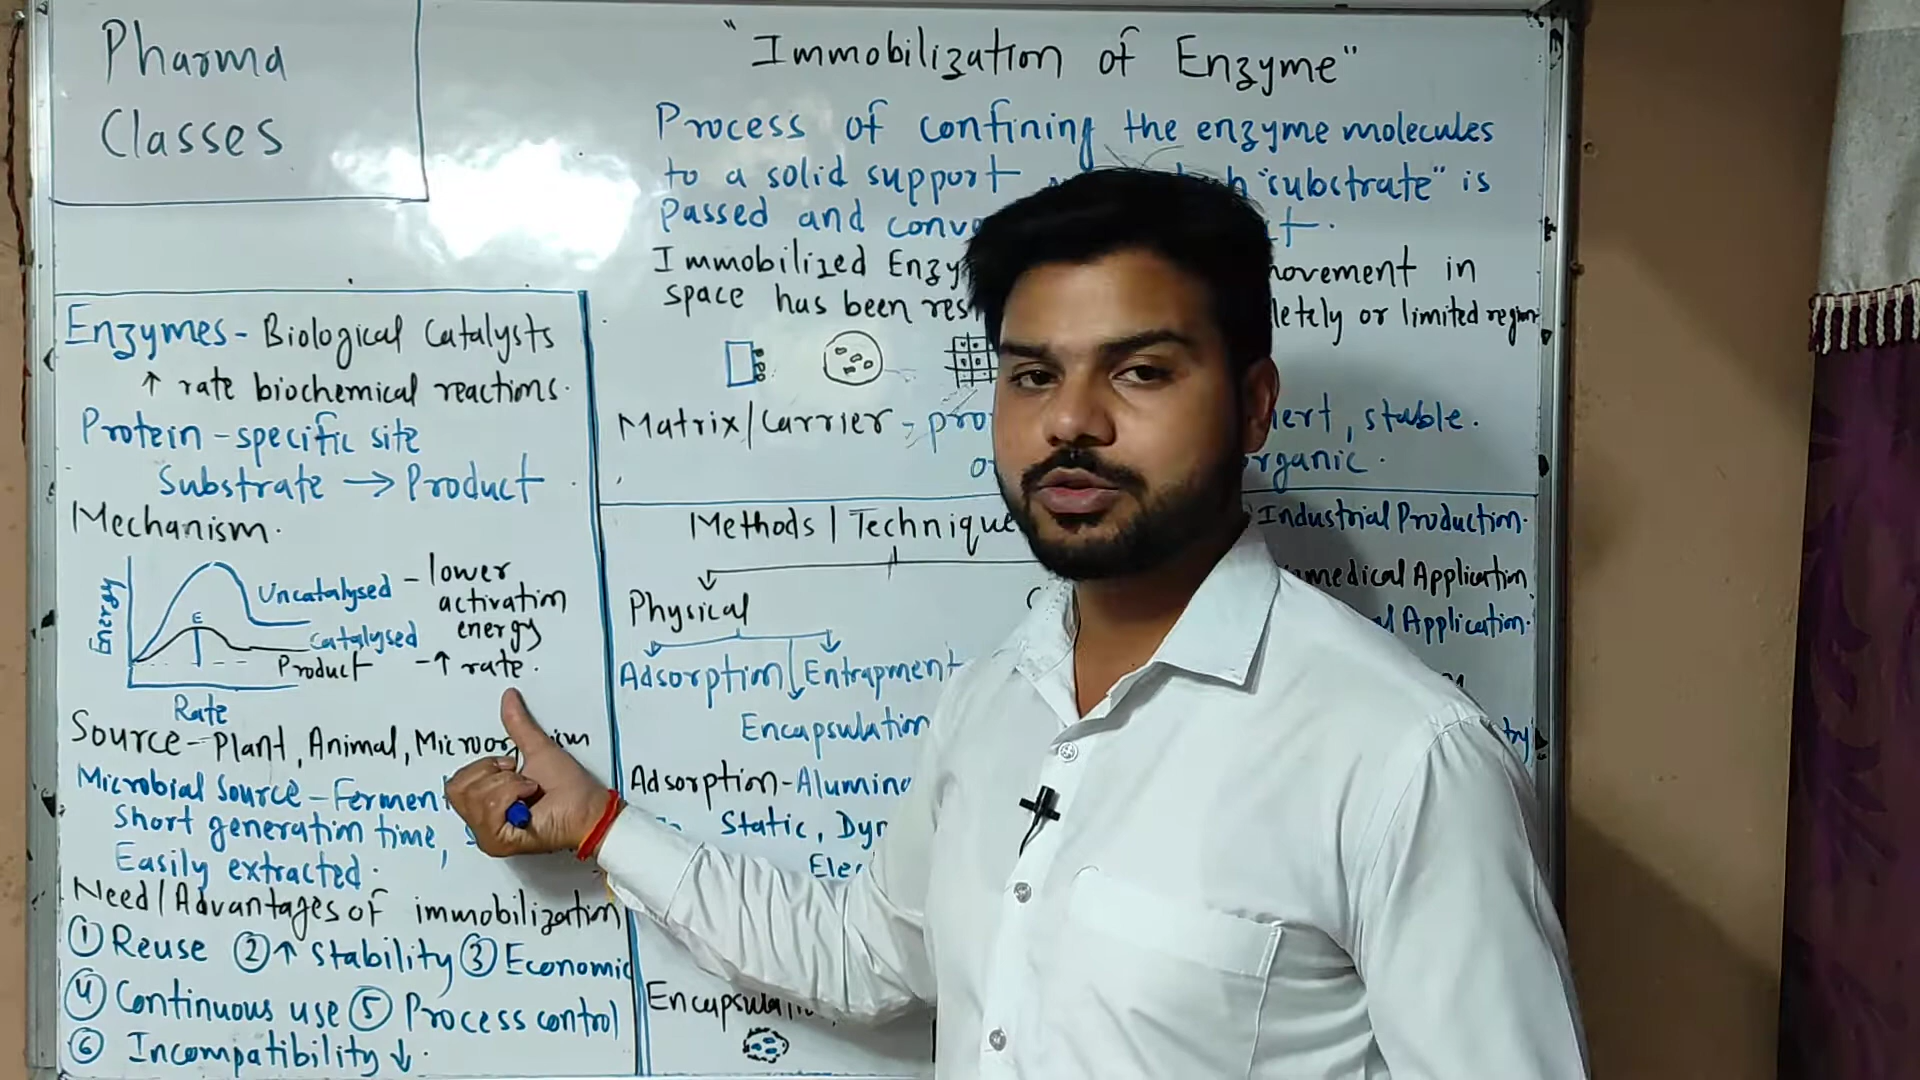 Pharma
Classes
"Immobilization of Enzyme"
Process of confining the enzyme molecules
to a solid support "substrate" is
Passed and
Immobilized movement in
space has been or limited region
Matrix/Carrier - stable.
Enzymes - Biological Catalysts
↑ rate biochemical reactions.
Protein - specific site
Substrate → Product
Mechanism.
Energy
Uncatalysed - lower
activation
energy
E
Catalysed
Product - ↑ rate.
Rate
Source - Plant, Animal,
Microbial Source -
Short generation time,
Easily extracted.
Need/Advantages of immobilization
① Reuse ② ↑ Stability ③ Economic
④ Continuous use ⑤ Process control
⑥ Incompatibility ↓.
Methods | Technique
Physical
Adsorption Entrapment
Encapsulation
Adsorption - Alumina
Static,
Industrial Production.
Application
Application.